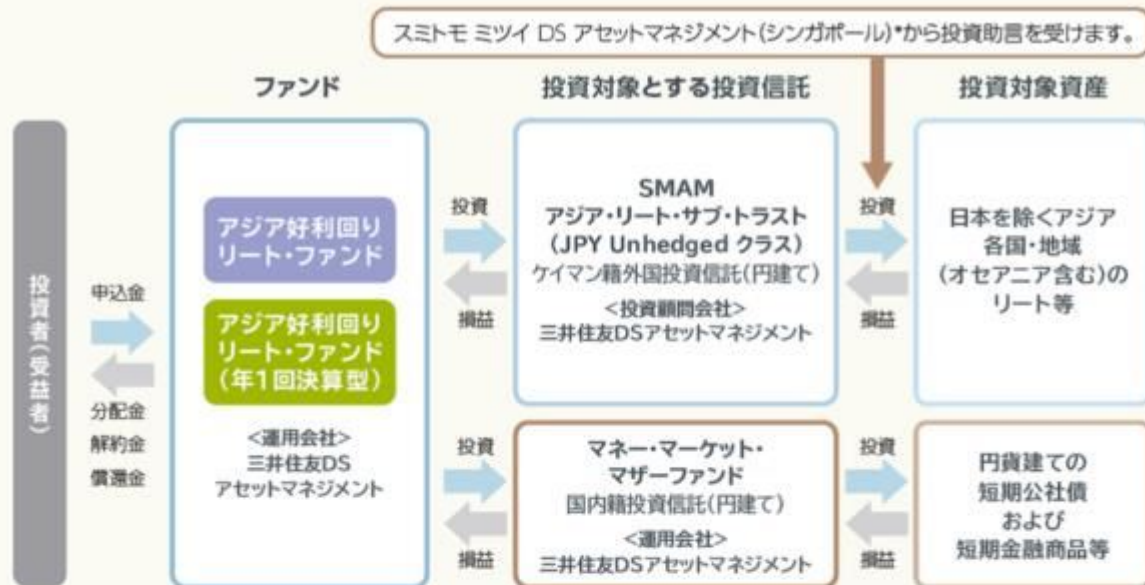 スミトモ ミツイ DS アセットマネジメント(シンガポール)*から投資助言を受けます。
ファンド
投資対象とする投資信託
投資対象資産
投資者(受益者)
申込金
分配金
解約金
償還金
アジア好利回り
リート・ファンド
アジア好利回り
リート・ファンド
(年1回決算型)
<運用会社>
三井住友DS
アセットマネジメント
投資
損益
SMAM
アジア・リート・サブ・トラスト
(JPY Unhedged クラス)
ケイマン籍外国投資信託(円建て)
<投資顧問会社>
三井住友DSアセットマネジメント
投資
損益
日本を除くアジア
各国・地域
(オセアニア含む)の
リート等
投資
損益
マネー・マーケット・
マザーファンド
国内籍投資信託(円建て)
<運用会社>
三井住友DSアセットマネジメント
投資
損益
円貨建ての
短期公社債
および
短期金融商品等